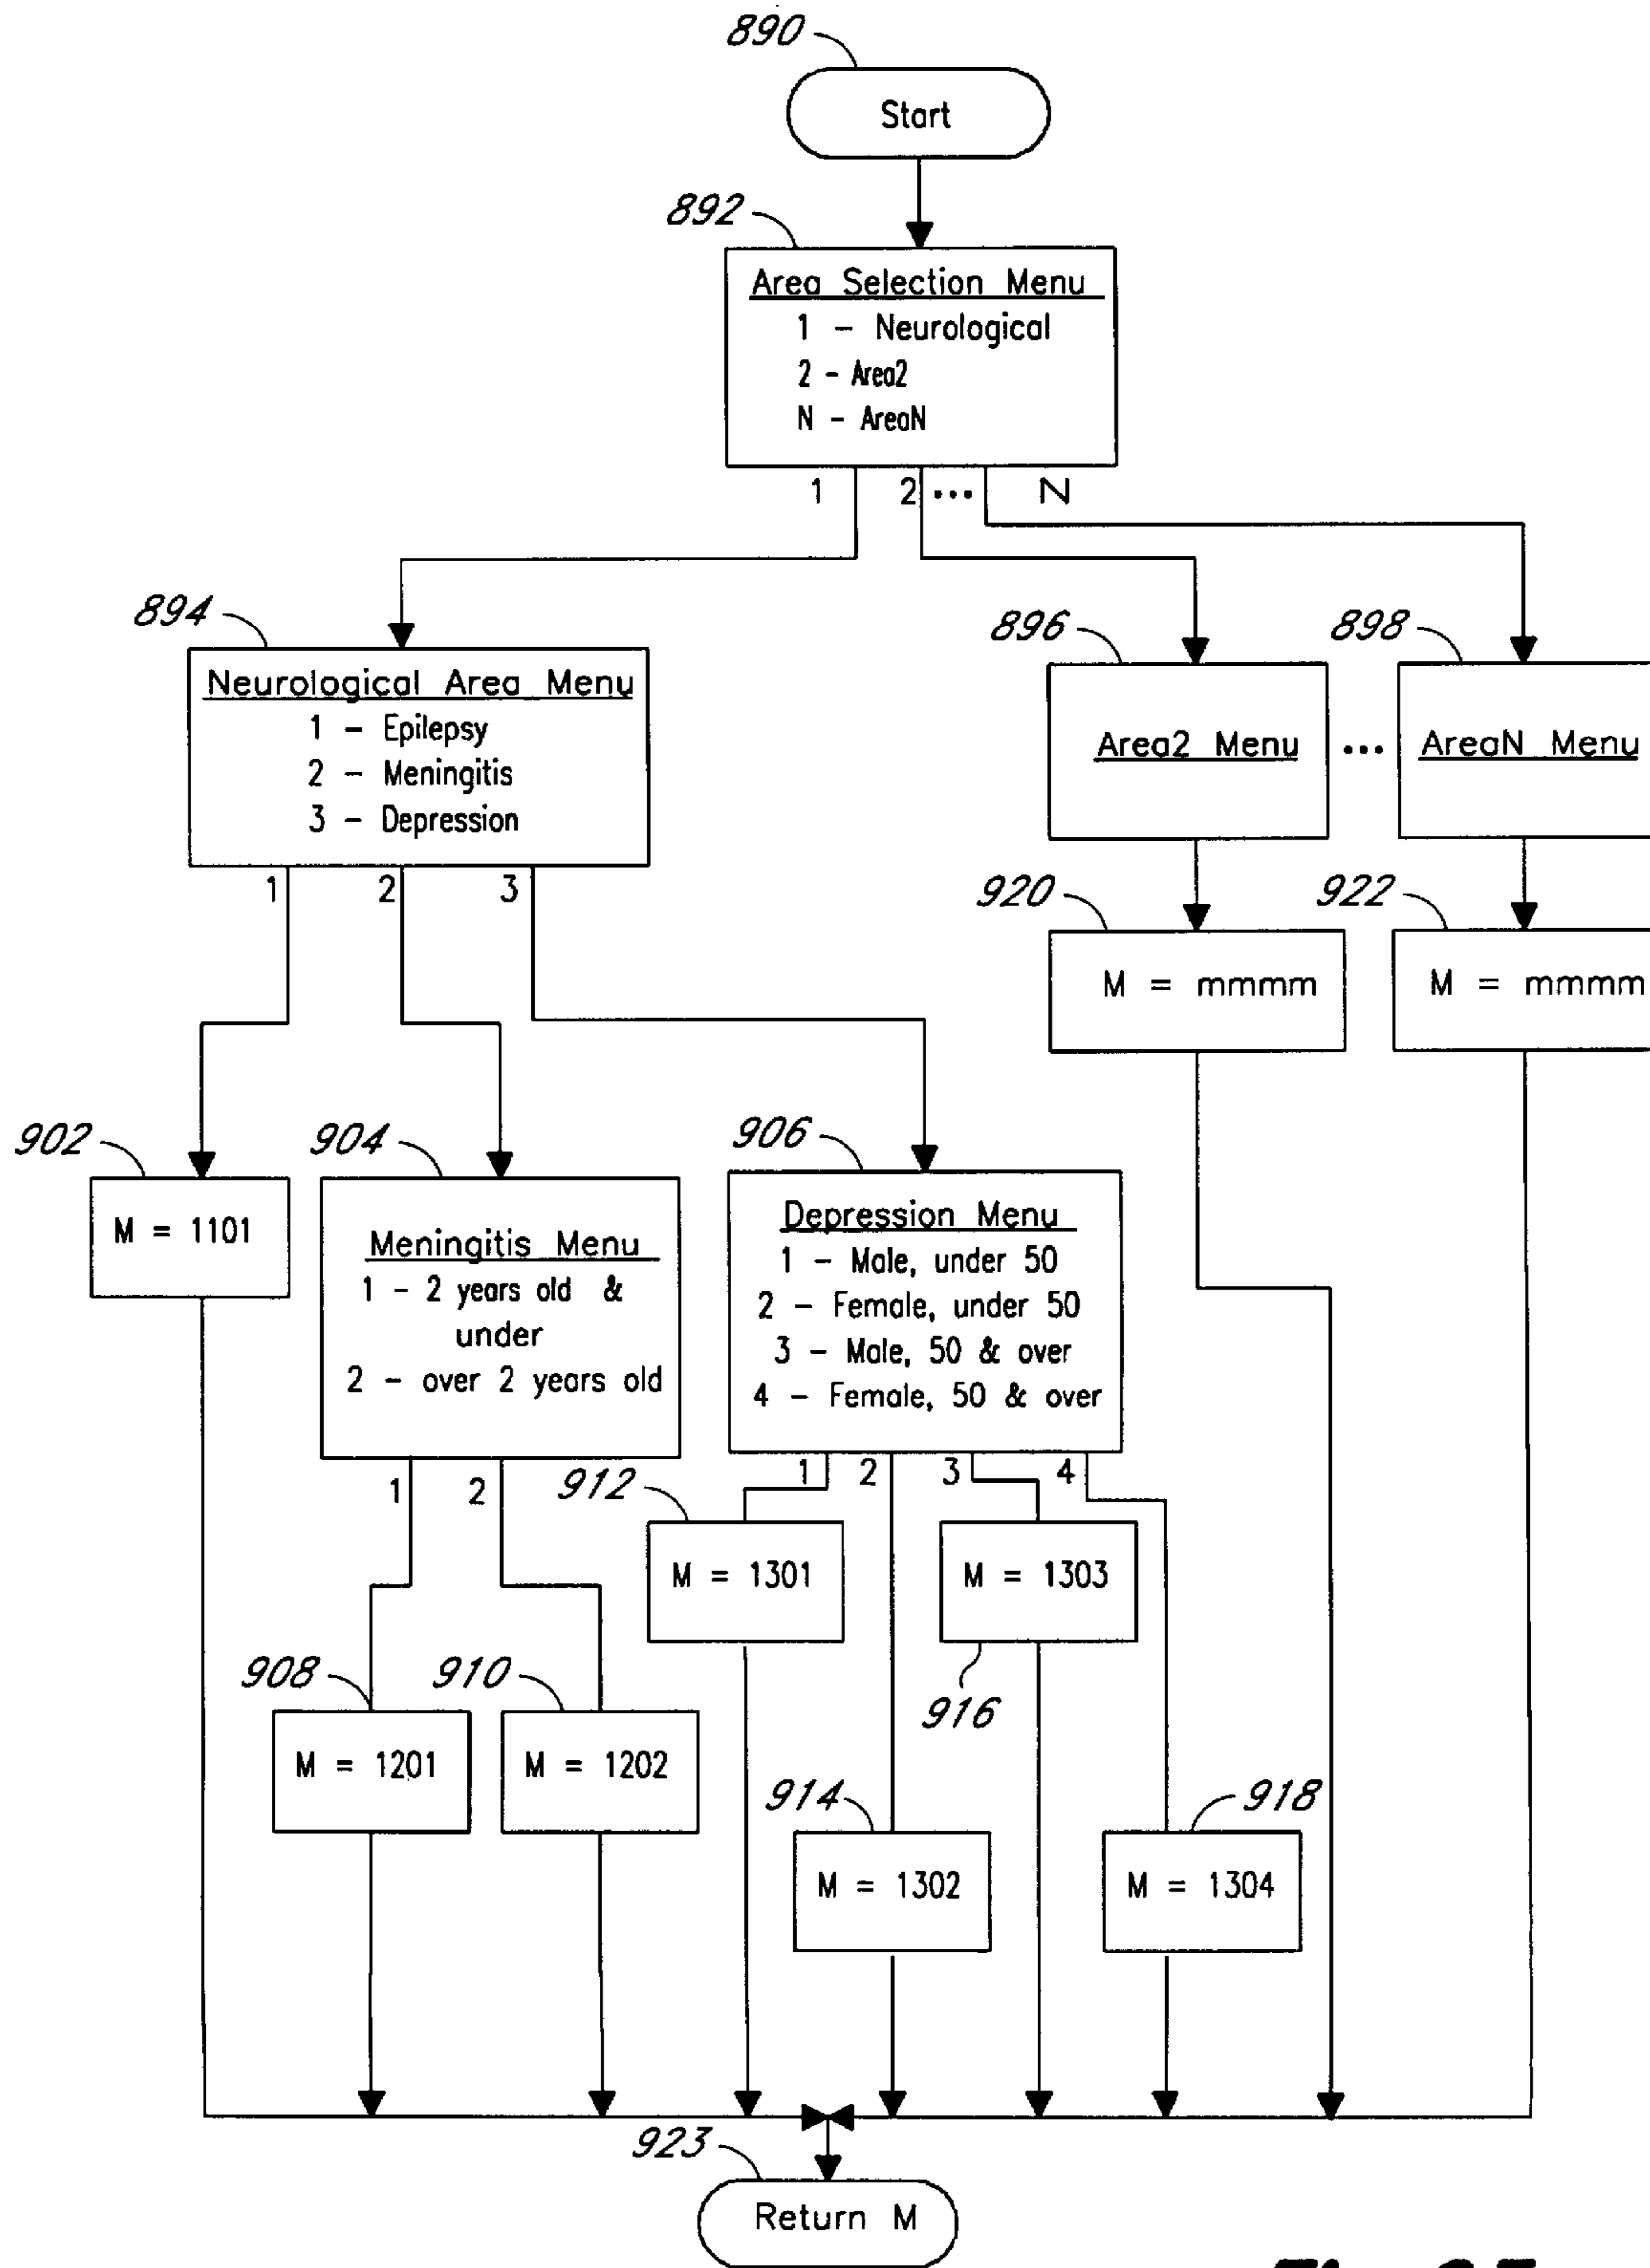 890
Start
892
Area Selection Menu
1 - Neurological
2 - Area2
N - AreaN
1 2 ... N
894
Neurological Area Menu
1 - Epilepsy
2 - Meningitis
3 - Depression
1 2 3
896
Area2 Menu
...
898
AreaN Menu
920
M = mmmm
922
M = mmmm
902
M = 1101
904
Meningitis Menu
1 - 2 years old &
under
2 - over 2 years old
1 2
906
Depression Menu
1 - Male, under 50
2 - Female, under 50
3 - Male, 50 & over
4 - Female, 50 & over
1 2 3 4
912
M = 1301
M = 1303
916
908
M = 1201
910
M = 1202
914
M = 1302
918
M = 1304
923
Return M